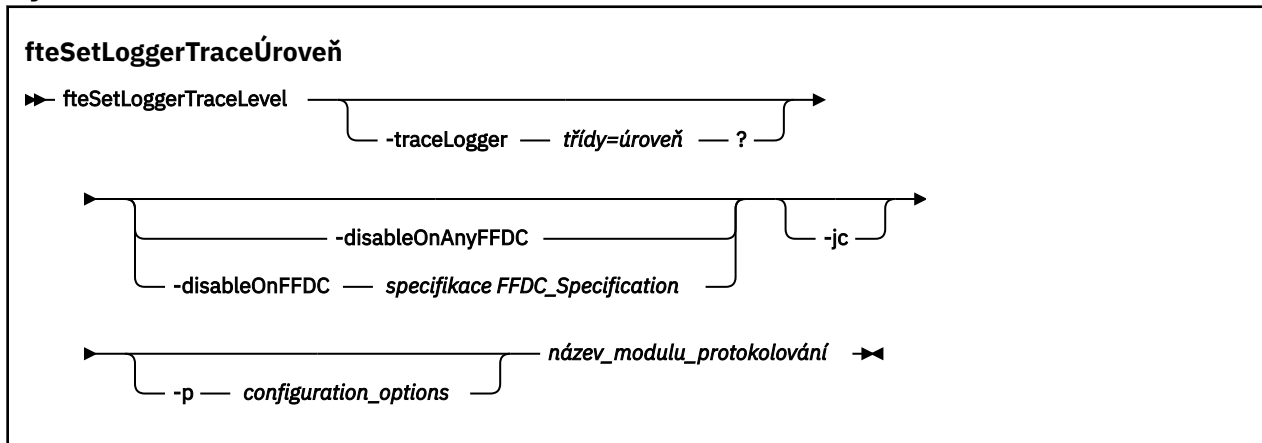 fteSetLoggerTraceÚroveň
fteSetLoggerTraceLevel
-traceLogger třídy=úroveň ?
-disableOnAnyFFDC -jc
-disableOnFFDC specifikace FFDC_Specification
název_modulu_protokolování
-p configuration_options